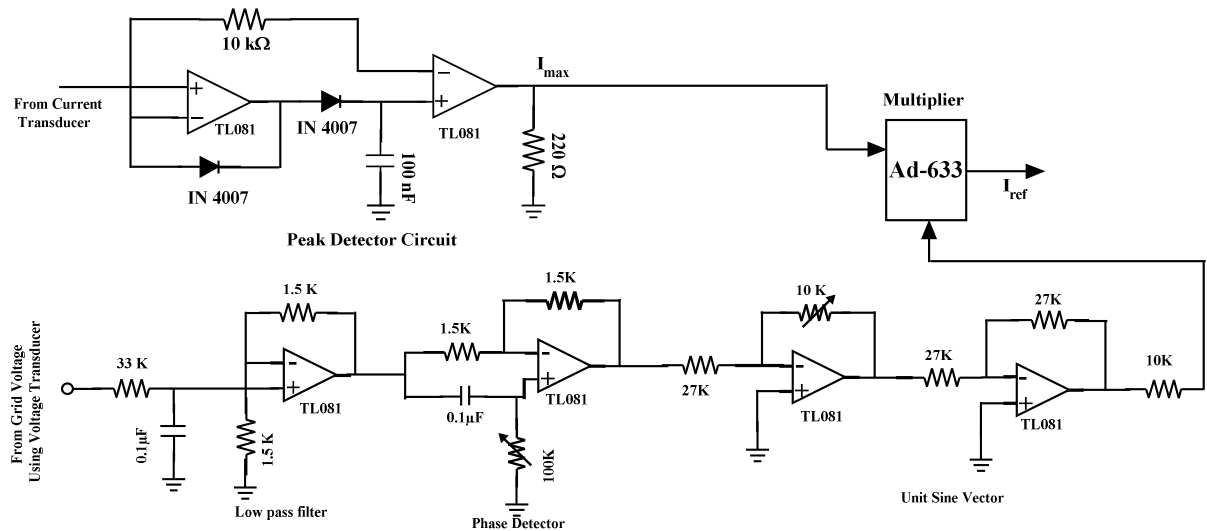 10 kΩ
From Current
Transducer
+
−
TL081
IN 4007
IN 4007
100 nF
−
+
TL081
I max
220 Ω
Peak Detector Circuit
Multiplier
Ad-633
I ref
From Grid Voltage
Using Voltage Transducer
33 K
0.1µF
1.5 K
1.5 K
-
+
TL081
Low pass filter
1.5K
1.5K
0.1µF
-
+
TL081
100K
Phase Detector
27K
10 K
-
+
TL081
27K
27K
-
+
TL081
10K
Unit Sine Vector